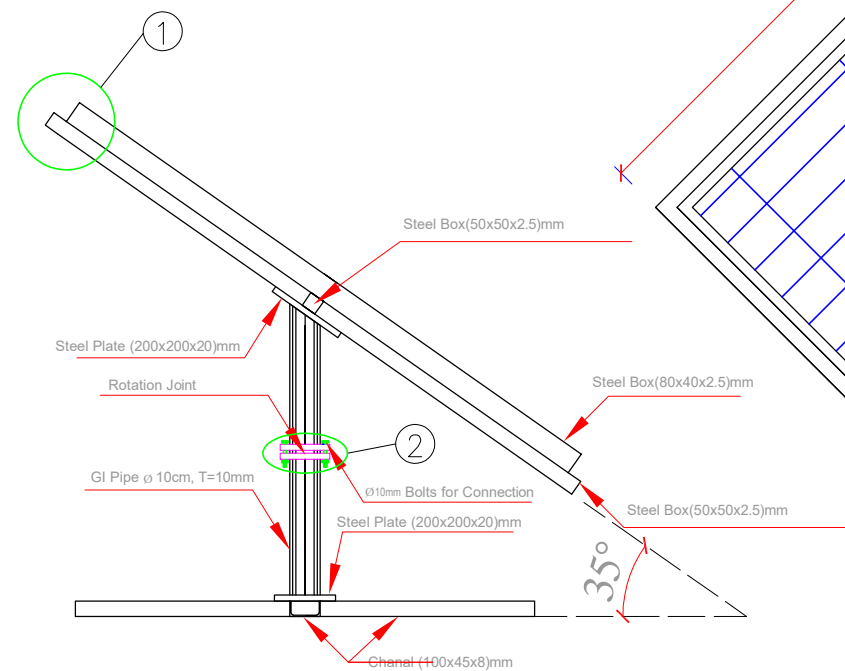 1
Steel Box(50x50x2.5)mm
Steel Plate (200x200x20)mm
Rotation Joint
Steel Box(80x40x2.5)mm
2
GI Pipe ø 10cm, T=10mm
Ø10mm Bolts for Connection
Steel Plate (200x200x20)mm
Steel Box(50x50x2.5)mm
35°
Chanal (100x45x8)mm